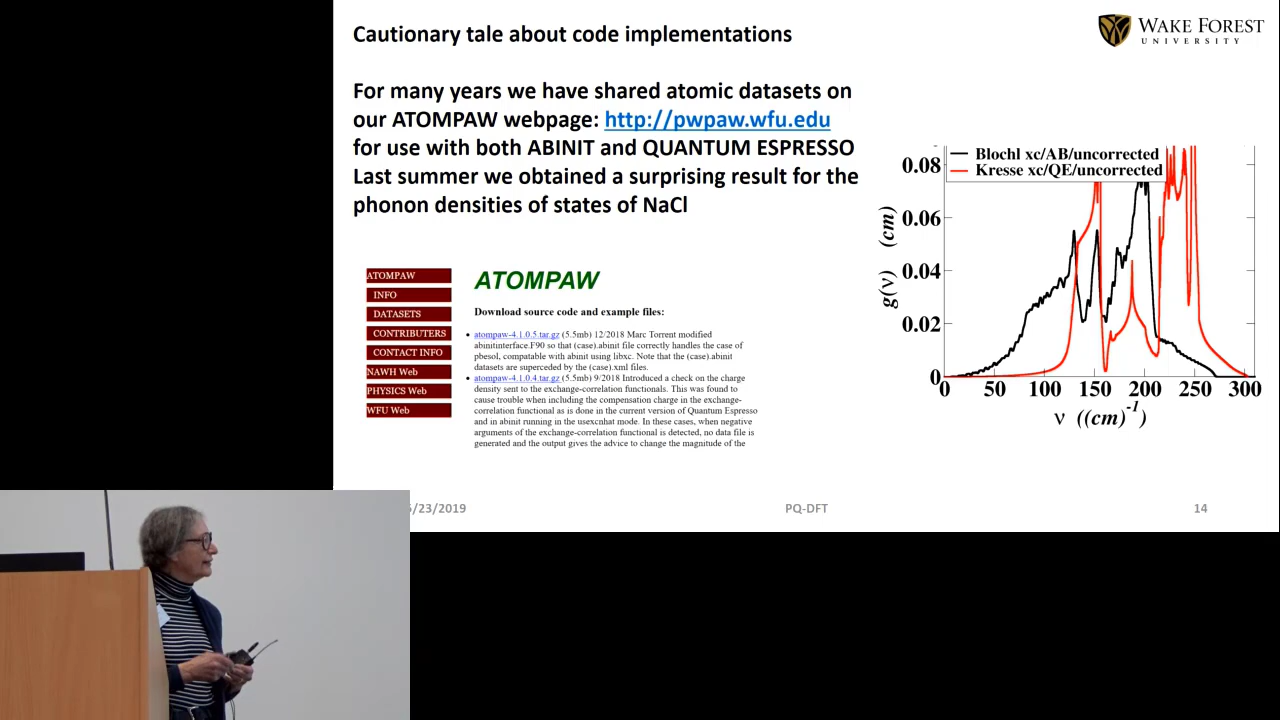 Cautionary tale about code implementations
WAKE FOREST
UNIVERSITY
For many years we have shared atomic datasets on
our ATOMPAW webpage: http://pwpaw.wfu.edu
for use with both ABINIT and QUANTUM ESPRESSO
Last summer we obtained a surprising result for the
phonon densities of states of NaCl
ATOMPAW
INFO
DATASETS
CONTRIBUTERS
CONTACT INFO
NAWH Web
PHYSICS Web
WFU Web
ATOMPAW
Download source code and example files:
atompaw-4.1.0.5.tar.gz (5.5mb) 12/2018 Marc Torrent modified
abinitinterface.F90 so that (case).abinit file correctly handles the case of
pbesol, compatable with abinit using libxc. Note that the (case).abinit
datasets are superceded by the (case).xml files.
atompaw-4.1.0.4.tar.gz (5.5mb) 9/2018 Introduced a check on the charge
density sent to the exchange-correlation functionals. This was found to
cause trouble when including the compensation charge in the exchange-
correlation functional as is done in the current version of Quantum Espresso
and in abinit running in the usexcnhat mode. In these cases, when negative
arguments of the exchange-correlation functional is detected, no data file is
generated and the output gives the advice to change the magnitude of the
Blochl xc/AB/uncorrected
Kresse xc/QE/uncorrected
0.08
0.06
0.04
0.02
0
g(ν) (cm)
0 50 100 150 200 250 300
ν ((cm)-1)
/23/2019
PQ-DFT
14